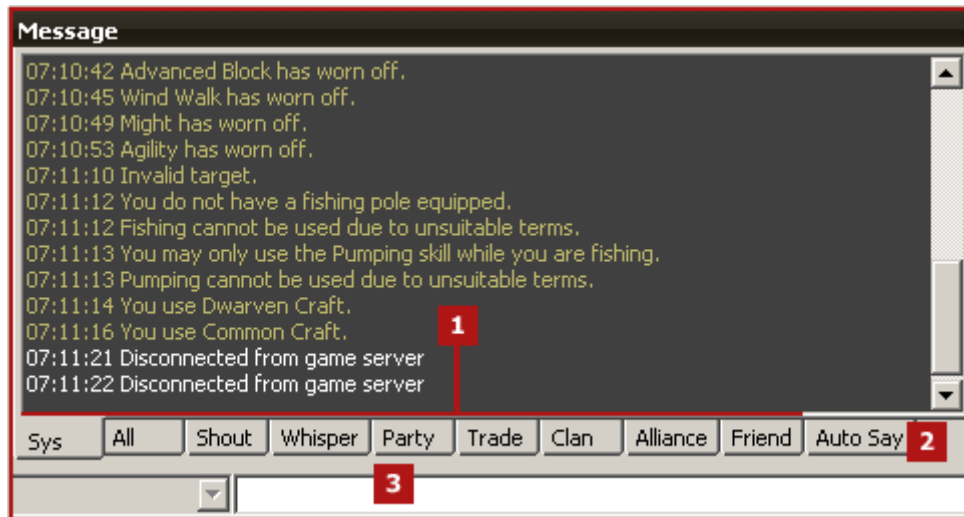 Message
07:10:42 Advanced Block has worn off.
07:10:45 Wind Walk has worn off.
07:10:49 Might has worn off.
07:10:53 Agility has worn off.
07:11:10 Invalid target.
07:11:12 You do not have a fishing pole equipped.
07:11:12 Fishing cannot be used due to unsuitable terms.
07:11:13 You may only use the Pumping skill while you are fishing.
07:11:13 Pumping cannot be used due to unsuitable terms.
07:11:14 You use Dwarven Craft.
07:11:16 You use Common Craft.
1
07:11:21 Disconnected from game server
07:11:22 Disconnected from game server
Sys All Shout Whisper Party Trade Clan Alliance Friend Auto Say 2
3